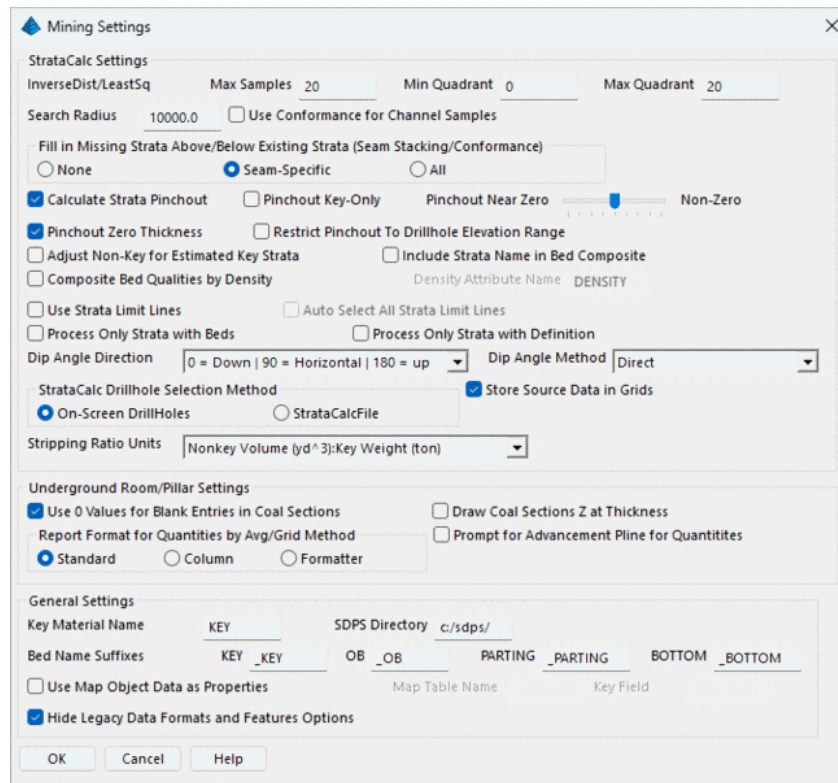 Mining Settings
StrataCalc Settings
InverseDist/LeastSq Max Samples 20 Min Quadrant 0 Max Quadrant 20
Search Radius 10000.0 Use Conformance for Channel Samples
Fill in Missing Strata Above/Below Existing Strata (Seam Stacking/Conformance)
None Seam-Specific All
Calculate Strata Pinchout Pinchout Key-Only Pinchout Near Zero Non-Zero
Pinchout Zero Thickness Restrict Pinchout To Drillhole Elevation Range
Adjust Non-Key for Estimated Key Strata Include Strata Name in Bed Composite
Composite Bed Qualities by Density Density Attribute Name DENSITY
Use Strata Limit Lines Auto Select All Strata Limit Lines
Process Only Strata with Beds Process Only Strata with Definition
Dip Angle Direction 0 = Down | 90 = Horizontal | 180 = up Dip Angle Method Direct
StrataCalc Drillhole Selection Method Store Source Data in Grids
On-Screen DrillHoles StrataCalcFile
Stripping Ratio Units Nonkey Volume (yd^3):Key Weight (ton)
Underground Room/Pillar Settings
Use 0 Values for Blank Entries in Coal Sections Draw Coal Sections Z at Thickness
Report Format for Quantities by Avg/Grid Method Prompt for Advancement Pline for Quantitites
Standard Column Formatter
General Settings
Key Material Name KEY SDPS Directory c:/sdps/
Bed Name Suffixes KEY _KEY OB _OB PARTING _PARTING BOTTOM _BOTTOM
Use Map Object Data as Properties Map Table Name Key Field
Hide Legacy Data Formats and Features Options
OK Cancel Help